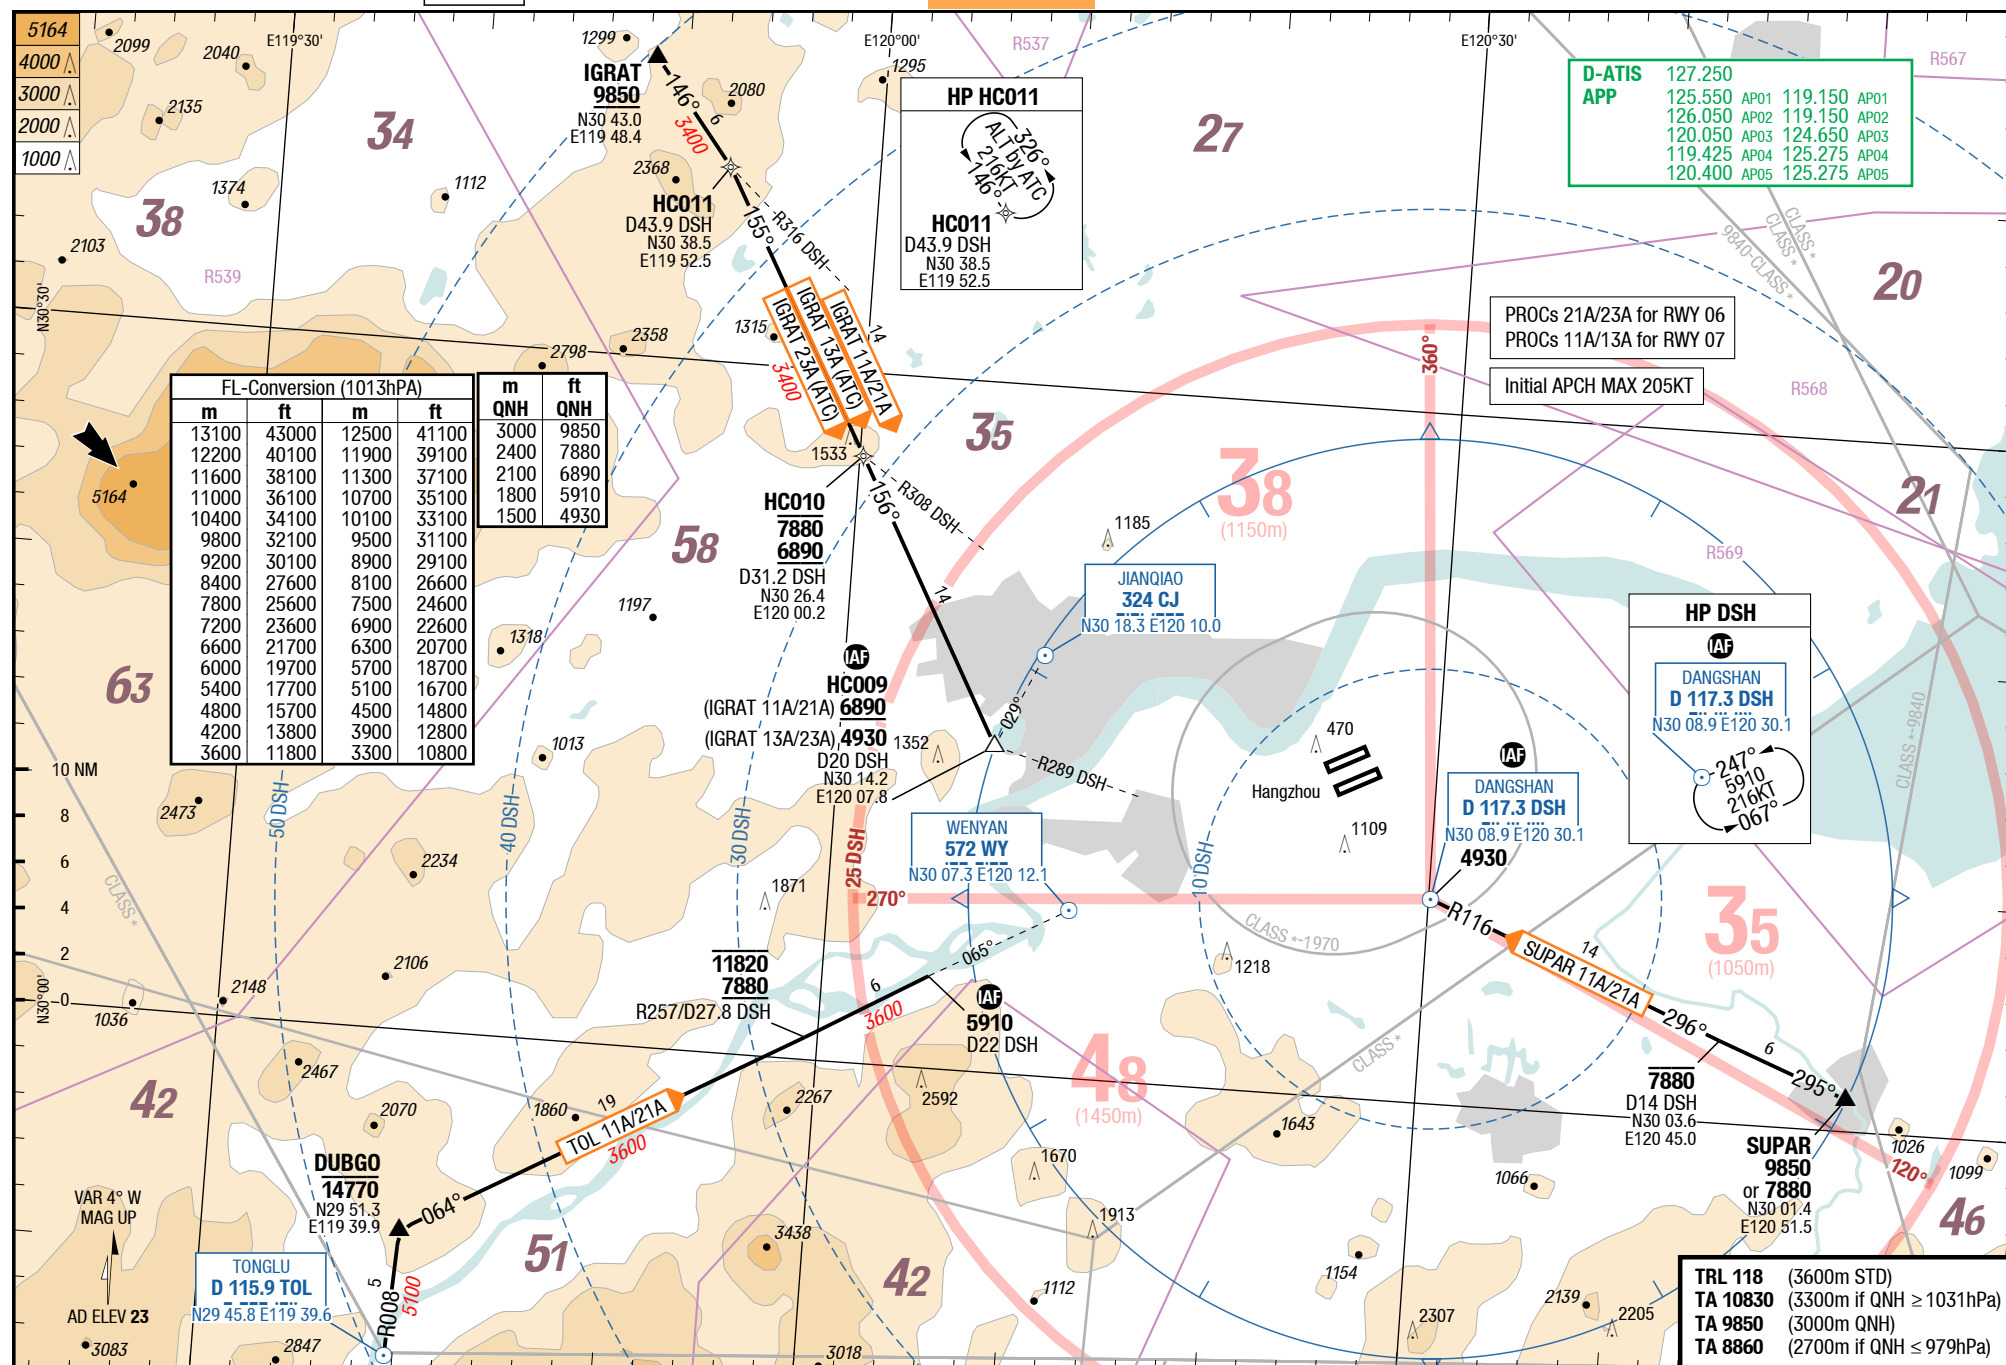 5164
4000
3000
2000
1000
2099
2040
2135
E119°30'
34
1374
1112
38
2103
R539
N30°30'
1299
IGRAT
9850
N30 43.0
E119 48.4
146°
6
3400
2080
1295
E120°00'
R537
2368
HC011
D43.9 DSH
N30 38.5
E119 52.5
155°
R316 DSH
HP HC011
326°
ALT by ATC
216KT
146°
HC011
D43.9 DSH
N30 38.5
E119 52.5
27
E120°30'
D-ATIS 127.250
APP 125.550 AP01 119.150 AP01
126.050 AP02 119.150 AP02
120.050 AP03 124.650 AP03
119.425 AP04 125.275 AP04
120.400 AP05 125.275 AP05
R567
CLASS *
CLASS *
9840-CLASS *
20
PROCs 21A/23A for RWY 06
PROCs 11A/13A for RWY 07
Initial APCH MAX 205KT
R568
21
R569
IGRAT 23A (ATC)
IGRAT 13A (ATC)
IGRAT 11A/21A
14
3400
1315
2358
2798
1533
35
360°
38
(1150m)
5164
FL-Conversion (1013hPA)
m ft m ft
13100 43000 12500 41100
12200 40100 11900 39100
11600 38100 11300 37100
11000 36100 10700 35100
10400 34100 10100 33100
9800 32100 9500 31100
9200 30100 8900 29100
8400 27600 8100 26600
7800 25600 7500 24600
7200 23600 6900 22600
6600 21700 6300 20700
6000 19700 5700 18700
5400 17700 5100 16700
4800 15700 4500 14800
4200 13800 3900 12800
3600 11800 3300 10800
m ft
QNH QNH
3000 9850
2400 7880
2100 6890
1800 5910
1500 4930
58
1197
1318
1013
63
HC010
7880
6890
D31.2 DSH
N30 26.4
E120 00.2
156°
R308 DSH
14
1185
JIANQIAO
324 CJ
N30 18.3 E120 10.0
029°
IAF
HC009
(IGRAT 11A/21A) 6890
(IGRAT 13A/23A) 4930
D20 DSH
N30 14.2
E120 07.8
1352
R289 DSH
470
Hangzhou
1109
HP DSH
IAF
DANGSHAN
D 117.3 DSH
N30 08.9 E120 30.1
247°
5910
216KT
067°
CLASS *-9840
IAF
DANGSHAN
D 117.3 DSH
N30 08.9 E120 30.1
4930
10 NM
8
6
4
2
0
N30°00'
2473
2234
2106
2148
1036
CLASS *
50 DSH
40 DSH
30 DSH
25 DSH
10 DSH
270°
1871
WENYAN
572 WY
N30 07.3 E120 12.1
065°
CLASS *-1970
1218
R116
14
SUPAR 11A/21A
296°
6
295°
35
(1050m)
11820
7880
R257/D27.8 DSH
6
3600
IAF
5910
D22 DSH
48
(1450m)
CLASS *
2592
2267
1860
19
TOL 11A/21A
3600
2467
2070
42
DUBGO
14770
N29 51.3
E119 39.9
064°
VAR 4° W
MAG UP
AD ELEV 23
3083
TONGLU
D 115.9 TOL
N29 45.8 E119 39.6
2847
R008
5
5100
51
3438
3018
42
1670
1913
1112
1643
1066
1154
2307
2139
2205
7880
D14 DSH
N30 03.6
E120 45.0
SUPAR
9850
or 7880
N30 01.4
E120 51.5
1026
1099
120°
46
TRL 118 (3600m STD)
TA 10830 (3300m if QNH ≥ 1031hPa)
TA 9850 (3000m QNH)
TA 8860 (2700m if QNH ≤ 979hPa)